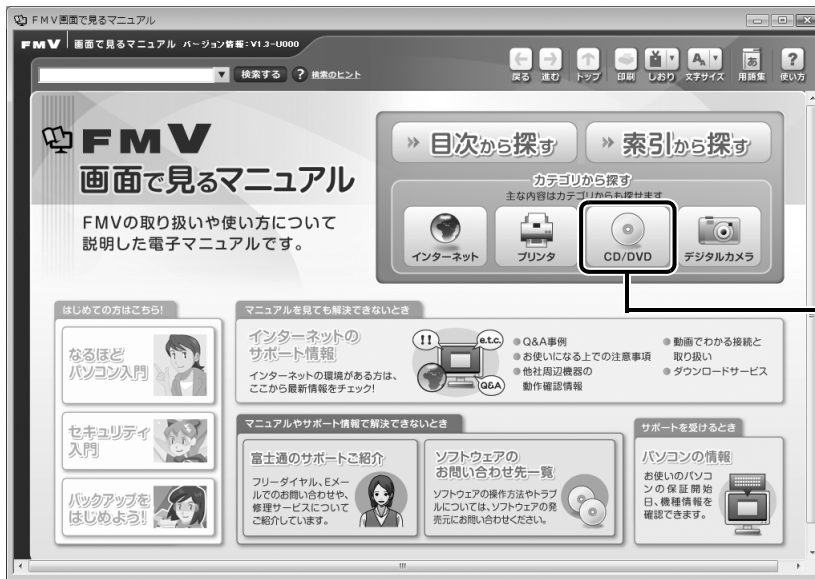 FMV画面で見るマニュアル
FMV 画面で見るマニュアル バージョン情報:V1.3-U000
検索する ? 検索のヒント
戻る 進む トップ 印刷 しおり 文字サイズ 用語集 使い方
FMV
画面で見るマニュアル
FMVの取り扱いや使い方について
説明した電子マニュアルです。
目次から探す
索引から探す
カテゴリから探す
主な内容はカテゴリからも探せます
インターネット
プリンタ
CD/DVD
デジタルカメラ
はじめての方はこちら!
なるほど
パソコン入門
セキュリティ
入門
バックアップを
はじめよう!
マニュアルを見ても解決できないとき
インターネットの
サポート情報
インターネットの環境がある方は、
ここから最新情報をチェック!
!!
e.t.c.
Q&A
Q&A事例
お使いになる上での注意事項
他社周辺機器の
動作確認情報
動画でわかる接続と
取り扱い
ダウンロードサービス
マニュアルやサポート情報で解決できないとき
富士通のサポートご紹介
フリーダイヤル、Eメー
ルでのお問い合わせや、
修理サービスについて
ご紹介しています。
ソフトウェアの
お問い合わせ先一覧
ソフトウェアの操作方法やトラブ
ルについては、ソフトウェアの発
売元にお問い合わせください。
サポートを受けるとき
パソコンの情報
お使いのパソコ
ンの保証開始
日、機種情報を
確認できます。